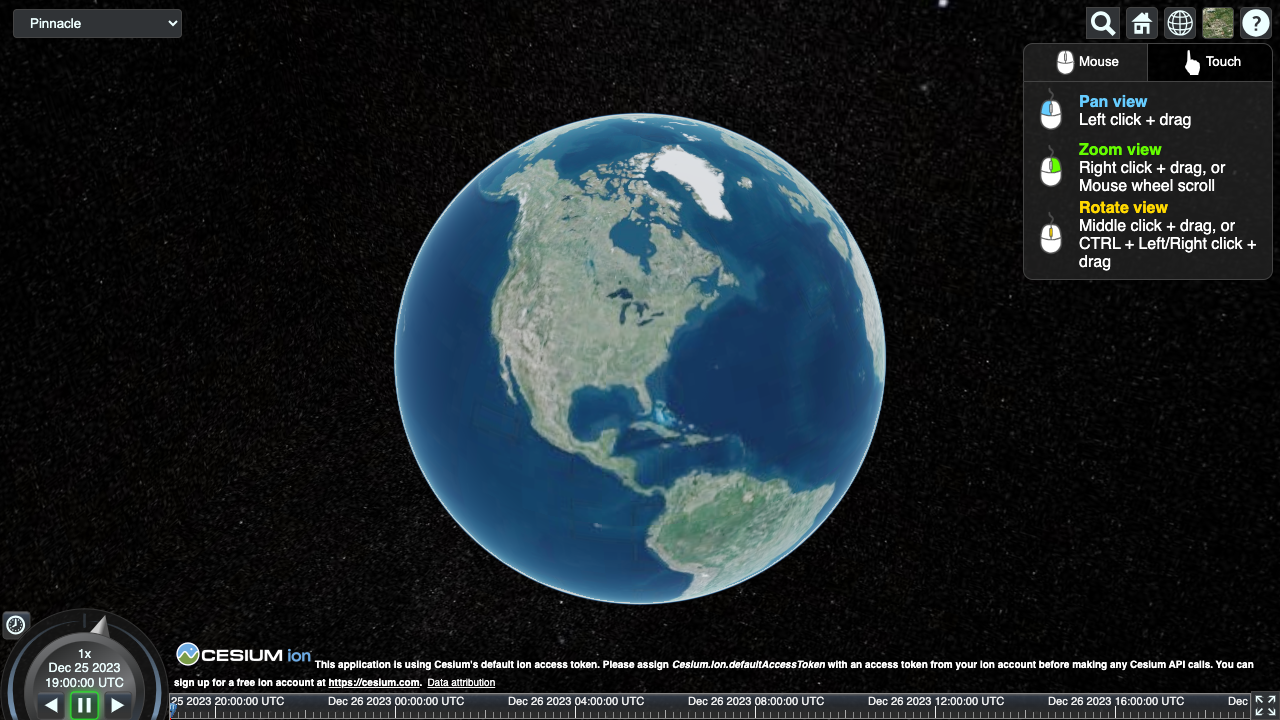 Pinnacle
Mouse
Touch
Pan view
Left click + drag
Zoom view
Right click + drag, or
Mouse wheel scroll
Rotate view
Middle click + drag, or
CTRL + Left/Right click +
drag
1x
Dec 25 2023
19:00:00 UTC
CESIUM ion
This application is using Cesium's default ion access token. Please assign Cesium.Ion.defaultAccessToken with an access token from your ion account before making any Cesium API calls. You can
sign up for a free ion account at https://cesium.com. Data attribution
25 2023 20:00:00 UTC Dec 26 2023 00:00:00 UTC Dec 26 2023 04:00:00 UTC Dec 26 2023 08:00:00 UTC Dec 26 2023 12:00:00 UTC Dec 26 2023 16:00:00 UTC Dec